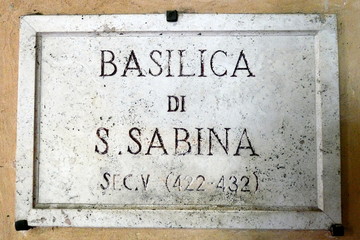 BASILICA
DI
S. SABINA
SEC. V (422-432)